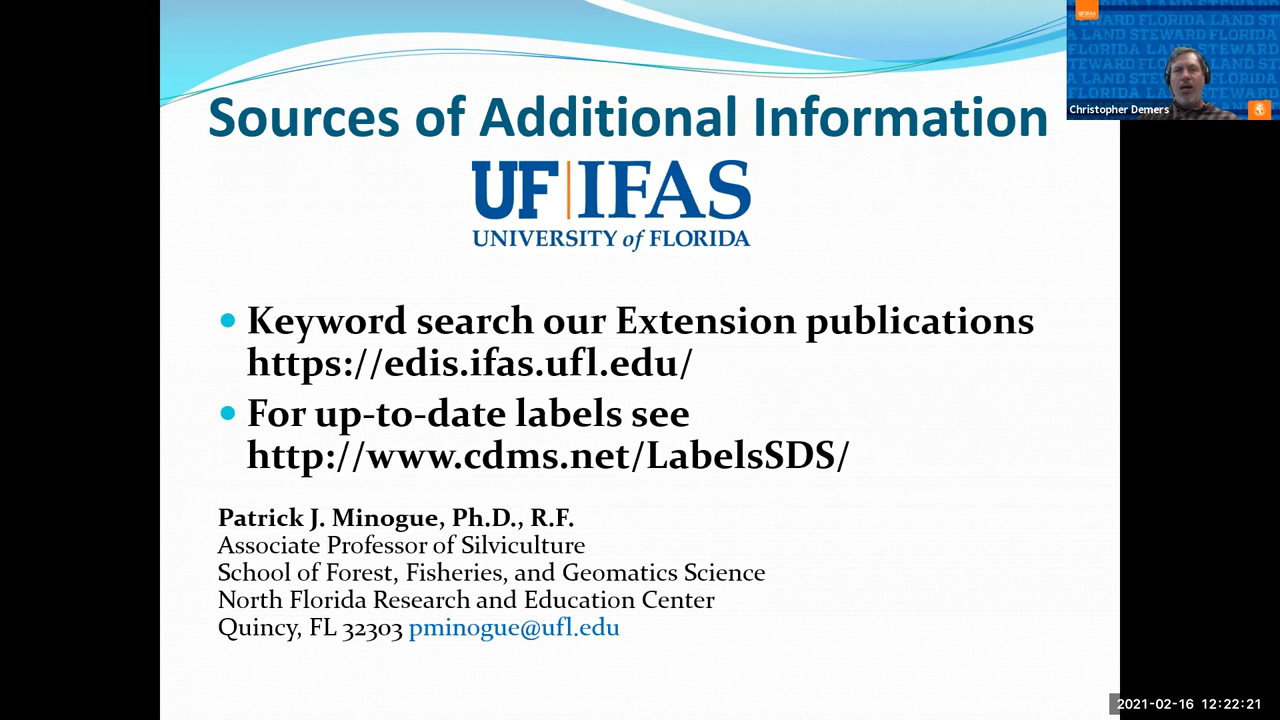 Sources of Additional Information
UF|IFAS
UNIVERSITY of FLORIDA
• Keyword search our Extension publications
https://edis.ifas.ufl.edu/
• For up-to-date labels see
http://www.cdms.net/LabelsSDS/
Patrick J. Minogue, Ph.D., R.F.
Associate Professor of Silviculture
School of Forest, Fisheries, and Geomatics Science
North Florida Research and Education Center
Quincy, FL 32303 pminogue@ufl.edu
Christopher Demers
2021-02-16 12:22:21